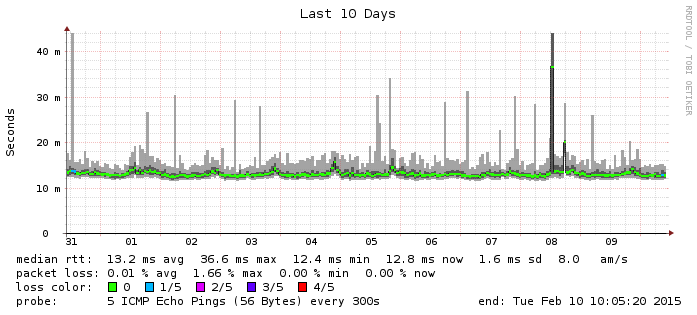 Last 10 Days
RRDTOOL / TOBI OETIKER
Seconds
40 m
30 m
20 m
10 m
0
31 01 02 03 04 05 06 07 08 09
median rtt: 13.2 ms avg 36.6 ms max 12.4 ms min 12.8 ms now 1.6 ms sd 8.0 am/s
packet loss: 0.01 % avg 1.66 % max 0.00 % min 0.00 % now
loss color: 0 1/5 2/5 3/5 4/5
probe: 5 ICMP Echo Pings (56 Bytes) every 300s end: Tue Feb 10 10:05:20 2015